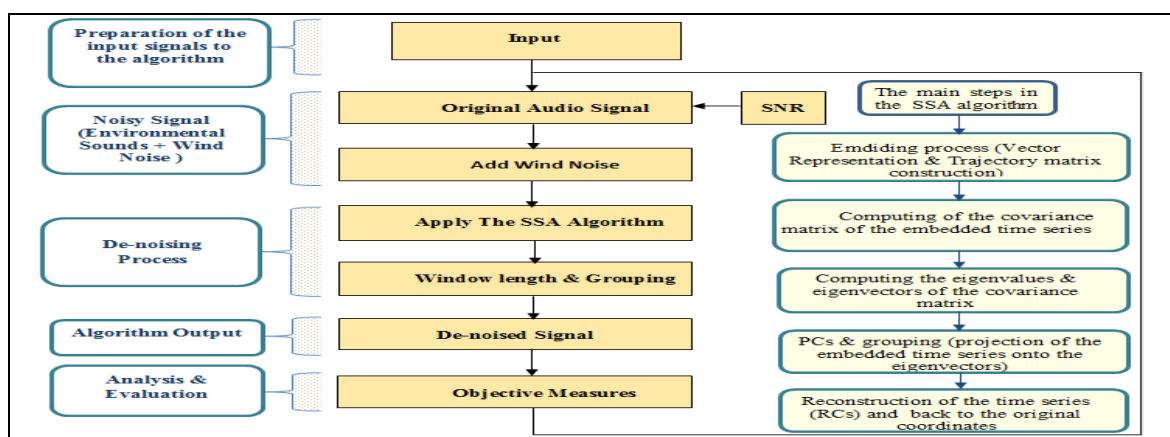 Preparation of the
input signals to
the algorithm
Noisy Signal
(Environmental
Sounds + Wind
Noise )
De-noising
Process
Algorithm Output
Analysis &
Evaluation
Input
Original Audio Signal
SNR
Add Wind Noise
Apply The SSA Algorithm
Window length & Grouping
De-noised Signal
Objective Measures
The main steps in
the SSA algorithm
Emdiding process (Vector
Representation & Trajectory matrix
construction)
Computing of the covariance
matrix of the embedded time series
Computing the eigenvalues &
eigenvectors of the covariance
matrix
PCs & grouping (projection of the
embedded time series onto the
eigenvectors)
Reconstruction of the time series
(RCs) and back to the original
coordinates